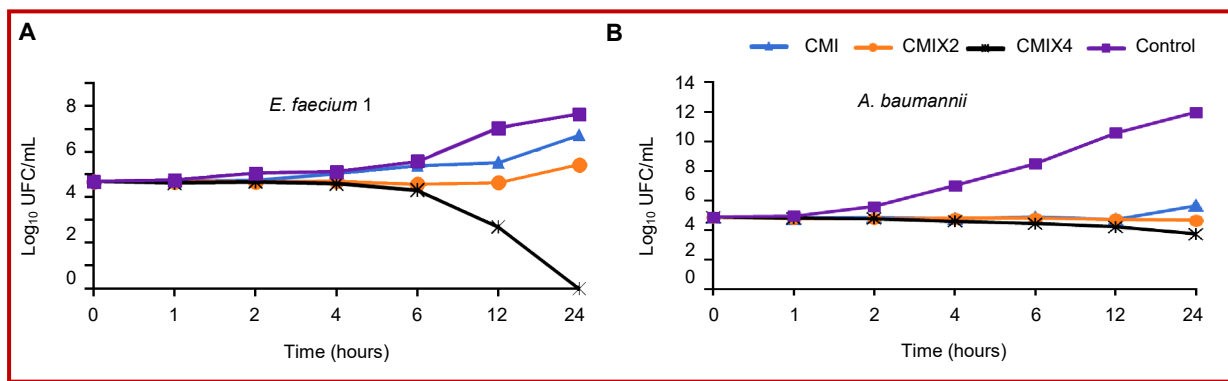 A
B
CMI CMIX2 CMIX4 Control
E. faecium 1
Log₁₀ UFC/mL
8
6
4
2
0
0 1 2 4 6 12 24
Time (hours)
A. baumannii
Log₁₀ UFC/mL
14
12
10
8
6
4
2
0
0 1 2 4 6 12 24
Time (hours)